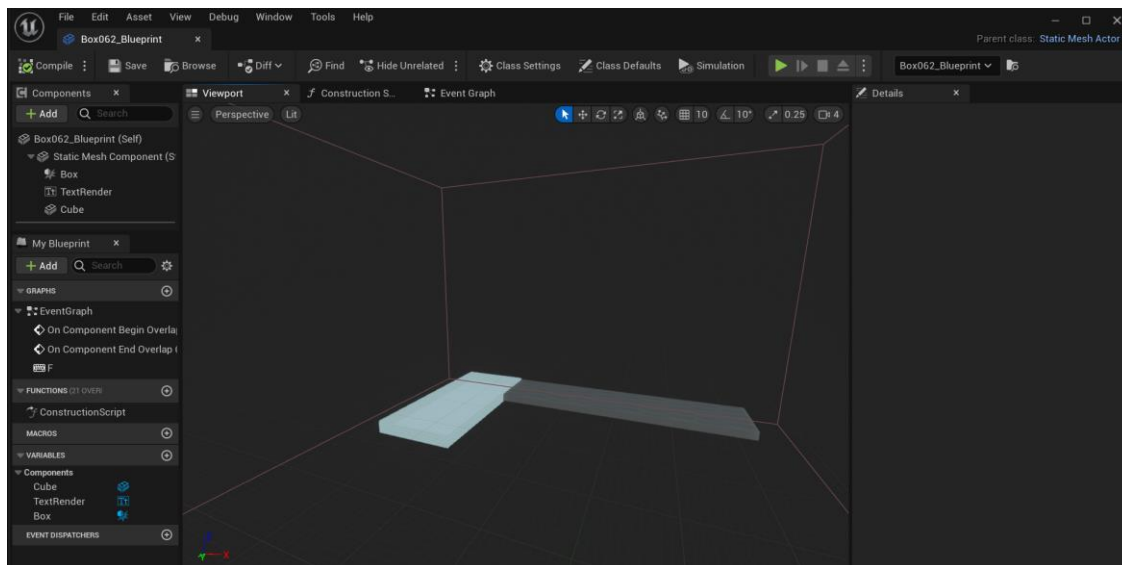 File Edit Asset View Debug Window Tools Help
Box062_Blueprint
Parent class: Static Mesh Actor
Compile Save Browse Diff Find Hide Unrelated Class Settings Class Defaults Simulation Box062_Blueprint
Components Viewport Construction S... Event Graph Details
+ Add Search Perspective Lit 10 10° 0.25 4
Box062_Blueprint (Self)
Static Mesh Component (S
Box
TextRender
Cube
My Blueprint
+ Add Search
GRAPHS
EventGraph
On Component Begin Overla
On Component End Overlap (
F
FUNCTIONS (21 OVERI
ConstructionScript
MACROS
VARIABLES
Components
Cube
TextRender
Box
EVENT DISPATCHERS
Z
Y X